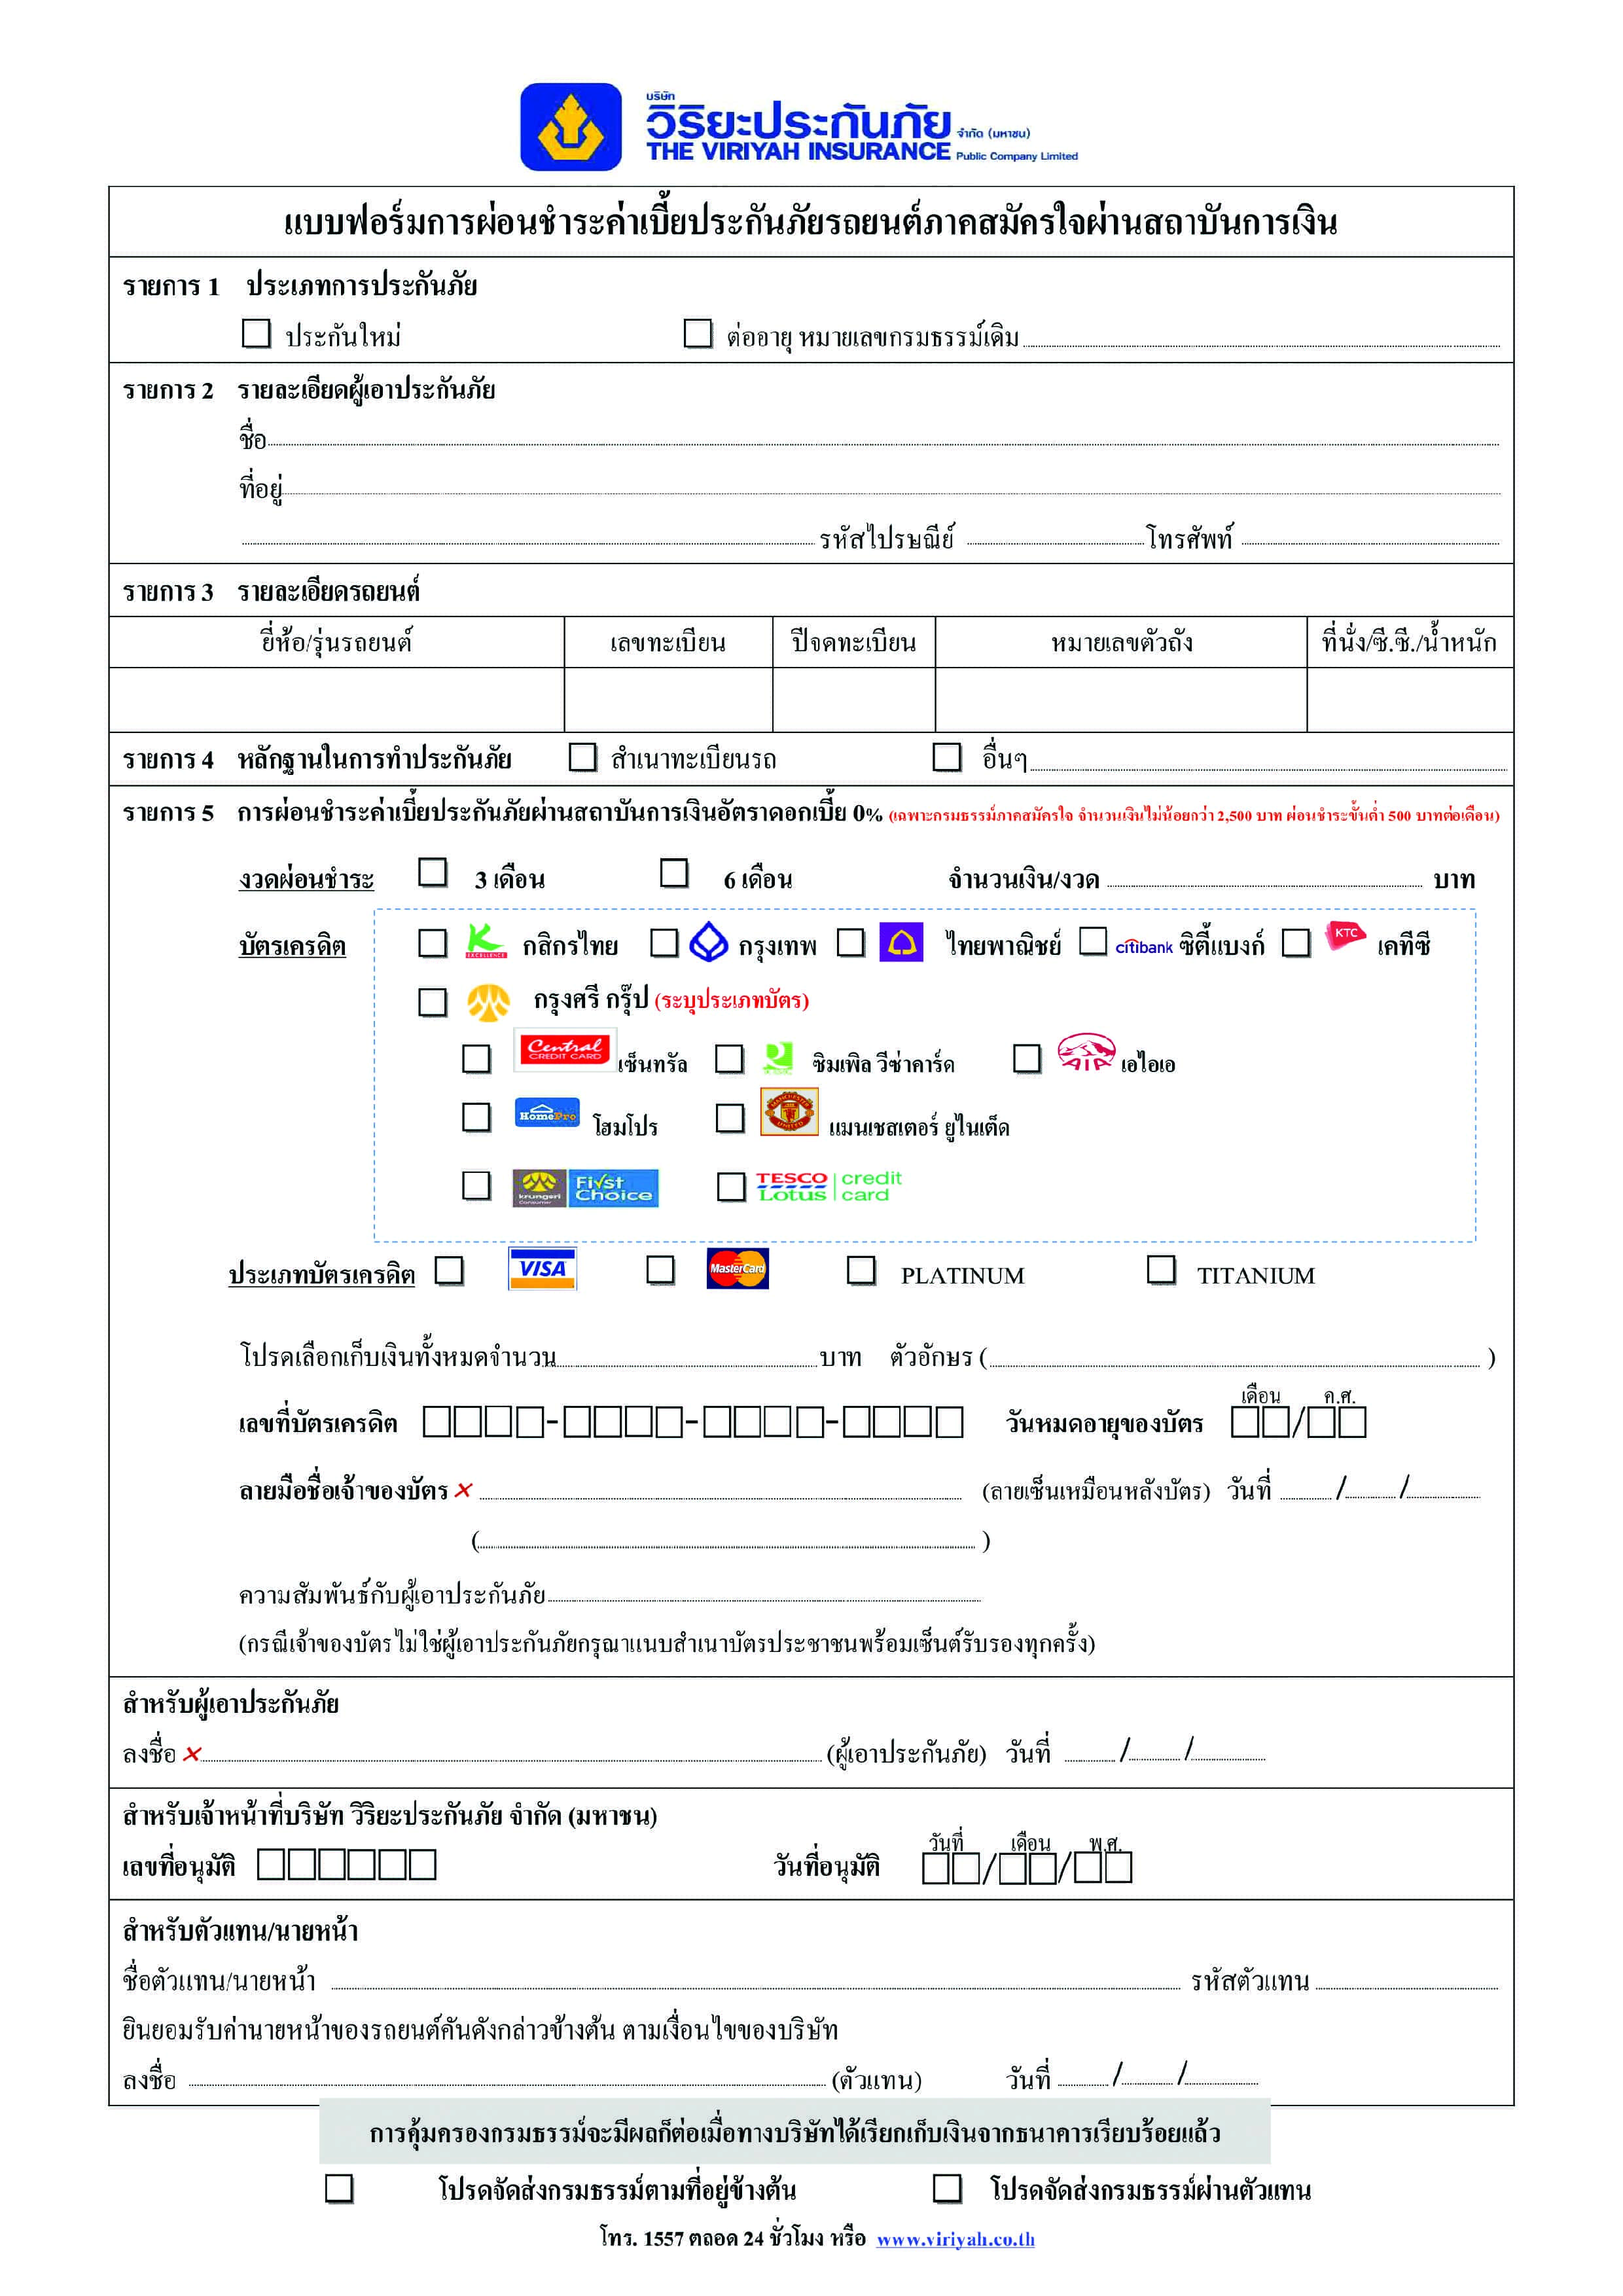 บริษัท
วิริยะประกันภัย จำกัด (มหาชน)
THE VIRIYAH INSURANCE Public Company Limited
แบบฟอร์มการผ่อนชำระค่าเบี้ยประกันภัยรถยนต์ภาคสมัครใจผ่านสถาบันการเงิน
รายการ 1 ประเภทการประกันภัย
ประกันใหม่ ต่ออายุ หมายเลขกรมธรรม์เดิม
รายการ 2 รายละเอียดผู้เอาประกันภัย
ชื่อ
ที่อยู่
รหัสไปรษณีย์ โทรศัพท์
รายการ 3 รายละเอียดรถยนต์
ยี่ห้อ/รุ่นรถยนต์ เลขทะเบียน ปีจดทะเบียน หมายเลขตัวถัง ที่นั่ง/ซี.ซี./น้ำหนัก
รายการ 4 หลักฐานในการทำประกันภัย สำเนาทะเบียนรถ อื่นๆ
รายการ 5 การผ่อนชำระค่าเบี้ยประกันภัยผ่านสถาบันการเงินอัตราดอกเบี้ย 0% (เฉพาะกรมธรรม์ภาคสมัครใจ จำนวนเงินไม่น้อยกว่า 2,500 บาท ผ่อนชำระขั้นต่ำ 500 บาทต่อเดือน)
งวดผ่อนชำระ 3 เดือน 6 เดือน จำนวนเงิน/งวด บาท
บัตรเครดิต K EXCELLENCE กสิกรไทย กรุงเทพ ไทยพาณิชย์ citibank ซิตี้แบงก์ KTC เคทีซี
กรุงศรี กรุ๊ป (ระบุประเภทบัตร)
Central CREDIT CARD เซ็นทรัล ซิมเพิล วีซ่าคาร์ด AIA เอไอเอ
HomePro โฮมโปร MANCHESTER UNITED แมนเชสเตอร์ ยูไนเต็ด
krungsri Consumer First Choice TESCO Lotus credit card
ประเภทบัตรเครดิต VISA MasterCard PLATINUM TITANIUM
โปรดเลือกเก็บเงินทั้งหมดจำนวน บาท ตัวอักษร ( )
เดือน ค.ศ.
เลขที่บัตรเครดิต - - - วันหมดอายุของบัตร /
ลายมือชื่อเจ้าของบัตร × (ลายเซ็นเหมือนหลังบัตร) วันที่ / /
( )
ความสัมพันธ์กับผู้เอาประกันภัย
(กรณีเจ้าของบัตรไม่ใช่ผู้เอาประกันภัยกรุณาแนบสำเนาบัตรประชาชนพร้อมเซ็นต์รับรองทุกครั้ง)
สำหรับผู้เอาประกันภัย
ลงชื่อ × (ผู้เอาประกันภัย) วันที่ / /
สำหรับเจ้าหน้าที่บริษัท วิริยะประกันภัย จำกัด (มหาชน)
วันที่ เดือน พ.ศ.
เลขที่อนุมัติ วันที่อนุมัติ / /
สำหรับตัวแทน/นายหน้า
ชื่อตัวแทน/นายหน้า รหัสตัวแทน
ยินยอมรับค่านายหน้าของรถยนต์คันดังกล่าวข้างต้น ตามเงื่อนไขของบริษัท
ลงชื่อ (ตัวแทน) วันที่ / /
การคุ้มครองกรมธรรม์จะมีผลก็ต่อเมื่อทางบริษัทได้เรียกเก็บเงินจากธนาคารเรียบร้อยแล้ว
โปรดจัดส่งกรมธรรม์ตามที่อยู่ข้างต้น โปรดจัดส่งกรมธรรม์ผ่านตัวแทน
โทร. 1557 ตลอด 24 ชั่วโมง หรือ www.viriyah.co.th